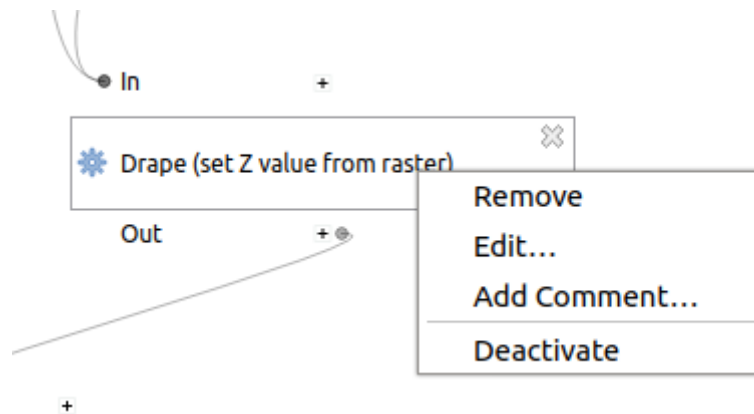 In
+
Drape (set Z value from raster)
Remove
Out
+
Edit...
Add Comment...
Deactivate
+